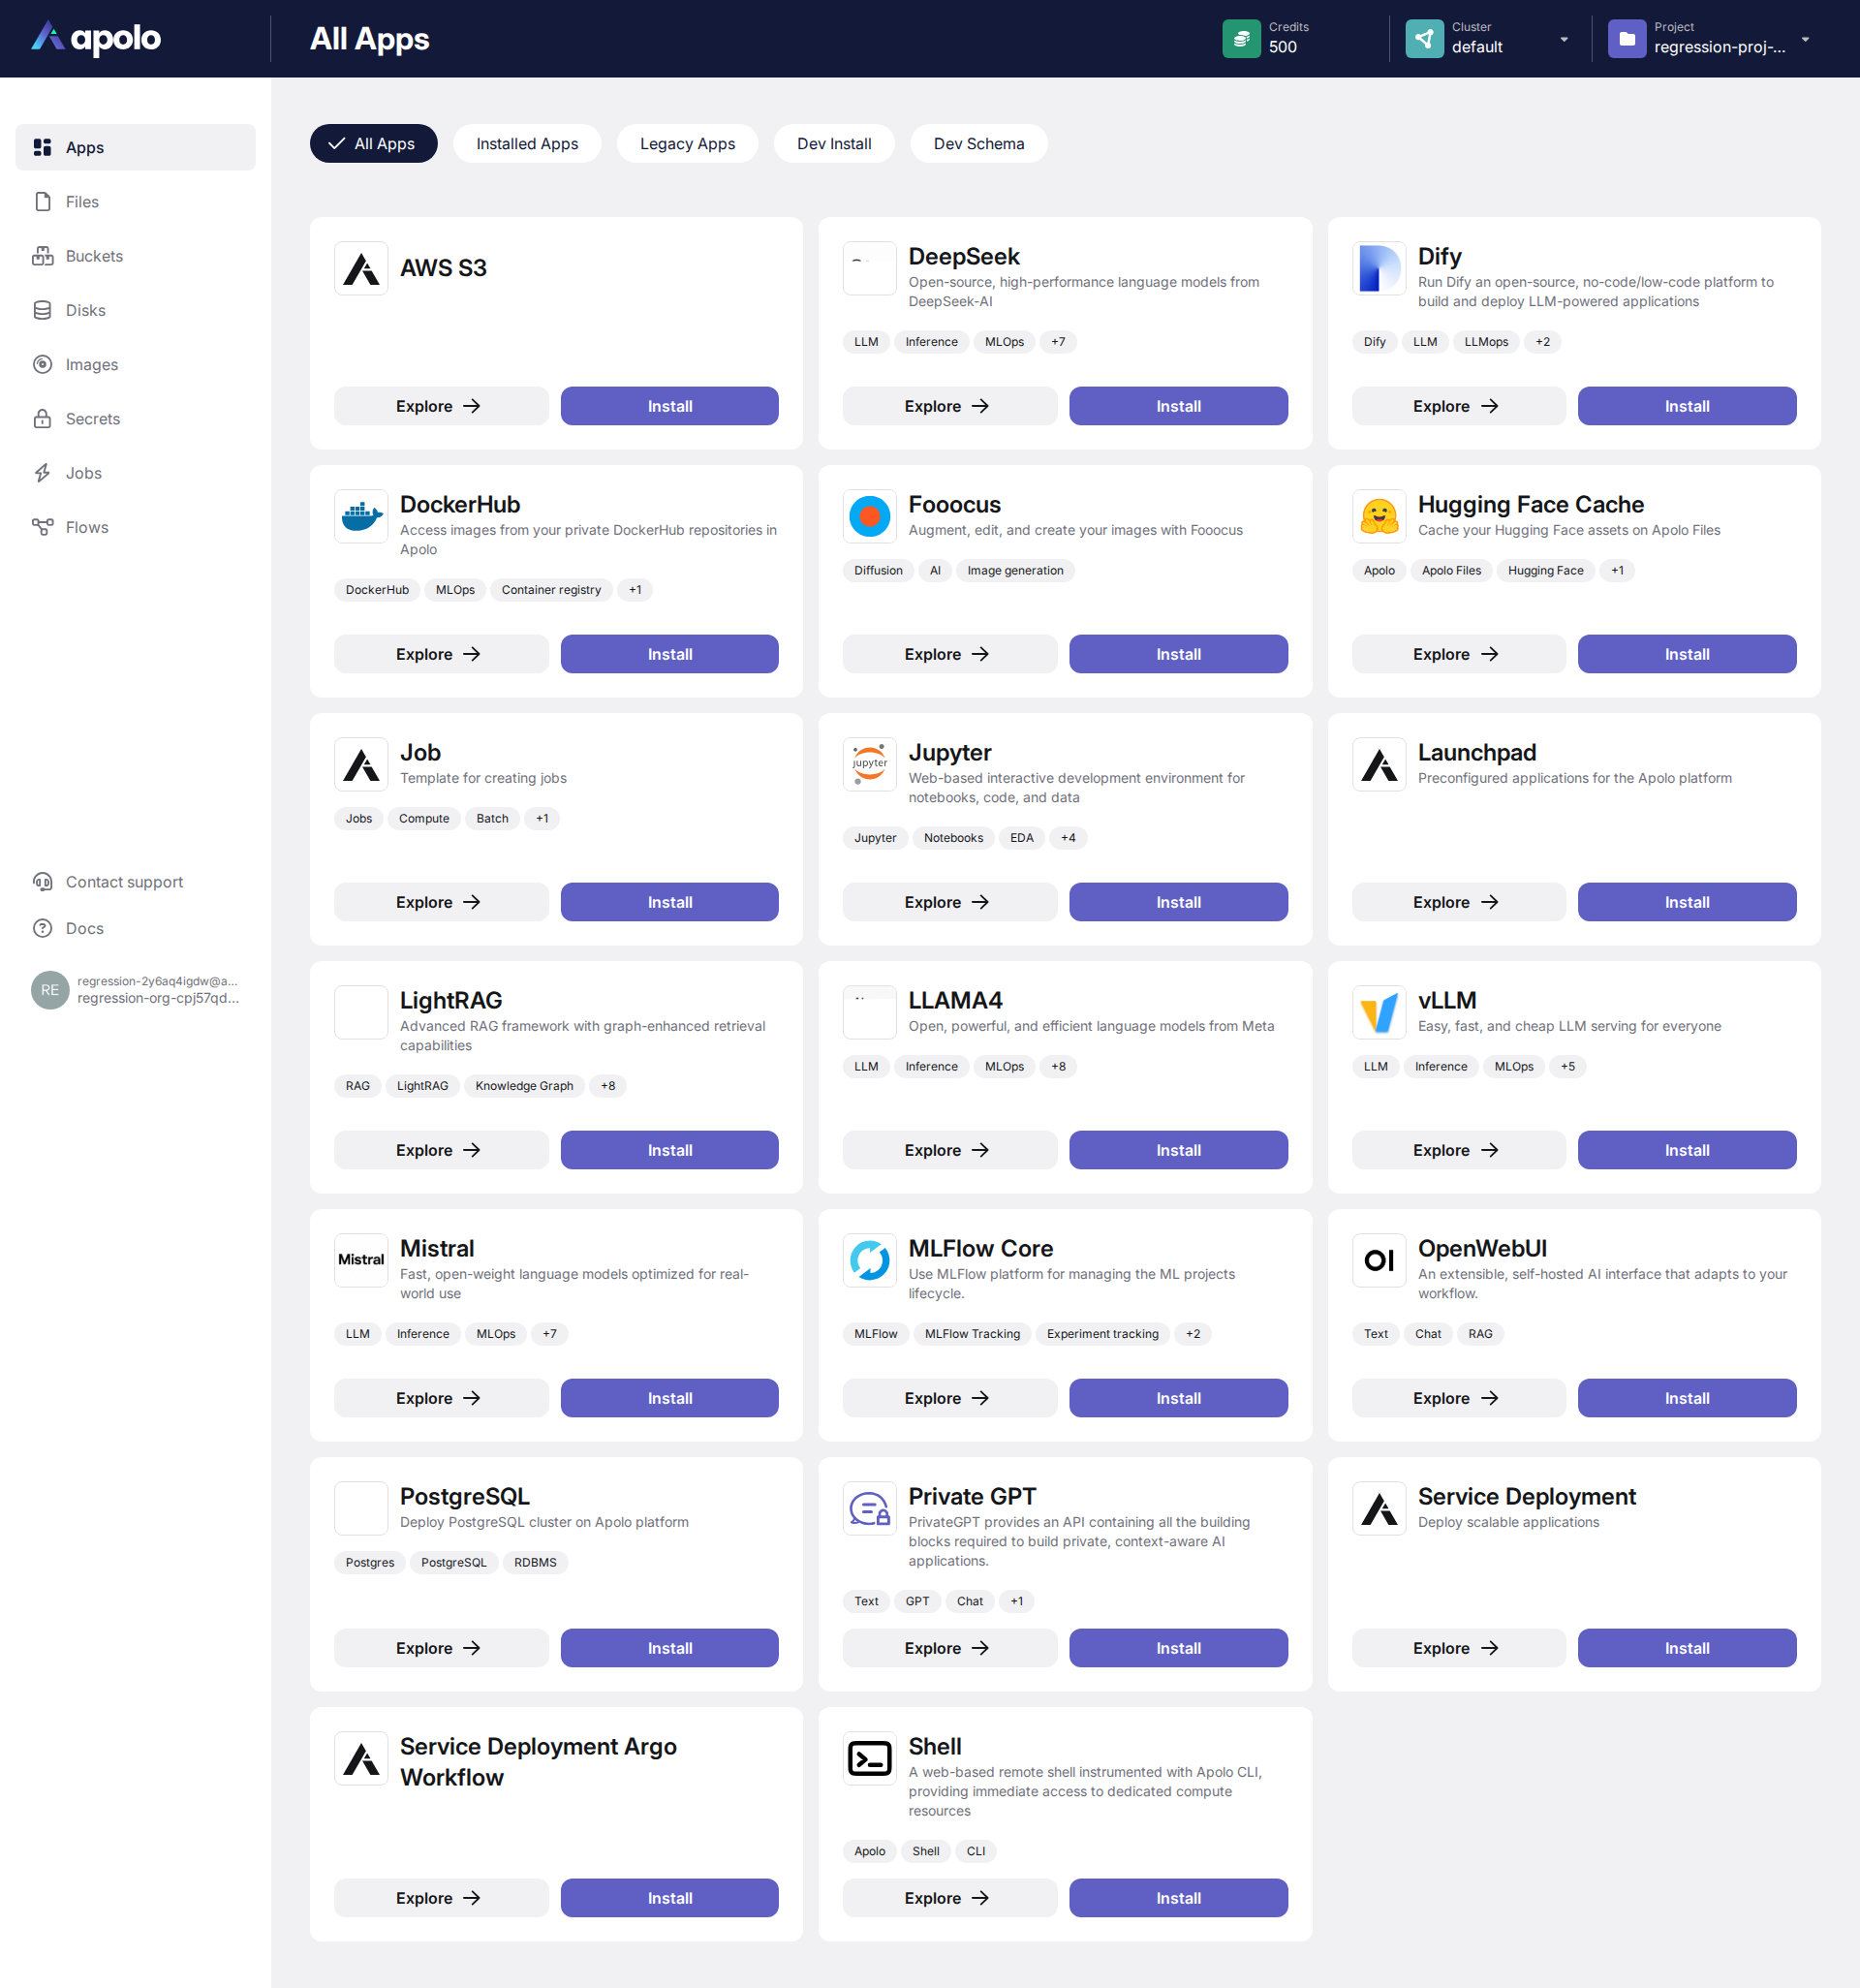 apolo
All Apps
Credits
500
Cluster
default
Project
regression-proj-...
Apps
Files
Buckets
Disks
Images
Secrets
Jobs
Flows
Contact support
Docs
RE
regression-2y6aq4igdw@a...
regression-org-cpj57qd...
All Apps
Installed Apps
Legacy Apps
Dev Install
Dev Schema
AWS S3
Explore
Install
DeepSeek
Open-source, high-performance language models from
DeepSeek-AI
LLM Inference MLOps +7
Explore
Install
Dify
Run Dify an open-source, no-code/low-code platform to
build and deploy LLM-powered applications
Dify LLM LLMops +2
Explore
Install
DockerHub
Access images from your private DockerHub repositories in
Apolo
DockerHub MLOps Container registry +1
Explore
Install
Fooocus
Augment, edit, and create your images with Fooocus
Diffusion AI Image generation
Explore
Install
Hugging Face Cache
Cache your Hugging Face assets on Apolo Files
Apolo Apolo Files Hugging Face +1
Explore
Install
Job
Template for creating jobs
Jobs Compute Batch +1
Explore
Install
jupyter
Jupyter
Web-based interactive development environment for
notebooks, code, and data
Jupyter Notebooks EDA +4
Explore
Install
Launchpad
Preconfigured applications for the Apolo platform
Explore
Install
LightRAG
Advanced RAG framework with graph-enhanced retrieval
capabilities
RAG LightRAG Knowledge Graph +8
Explore
Install
LLAMA4
Open, powerful, and efficient language models from Meta
LLM Inference MLOps +8
Explore
Install
vLLM
Easy, fast, and cheap LLM serving for everyone
LLM Inference MLOps +5
Explore
Install
Mistral
Mistral
Fast, open-weight language models optimized for real-
world use
LLM Inference MLOps +7
Explore
Install
MLFlow Core
Use MLFlow platform for managing the ML projects
lifecycle.
MLFlow MLFlow Tracking Experiment tracking +2
Explore
Install
OI
OpenWebUI
An extensible, self-hosted AI interface that adapts to your
workflow.
Text Chat RAG
Explore
Install
PostgreSQL
Deploy PostgreSQL cluster on Apolo platform
Postgres PostgreSQL RDBMS
Explore
Install
Private GPT
PrivateGPT provides an API containing all the building
blocks required to build private, context-aware AI
applications.
Text GPT Chat +1
Explore
Install
Service Deployment
Deploy scalable applications
Explore
Install
Service Deployment Argo
Workflow
Explore
Install
Shell
A web-based remote shell instrumented with Apolo CLI,
providing immediate access to dedicated compute
resources
Apolo Shell CLI
Explore
Install